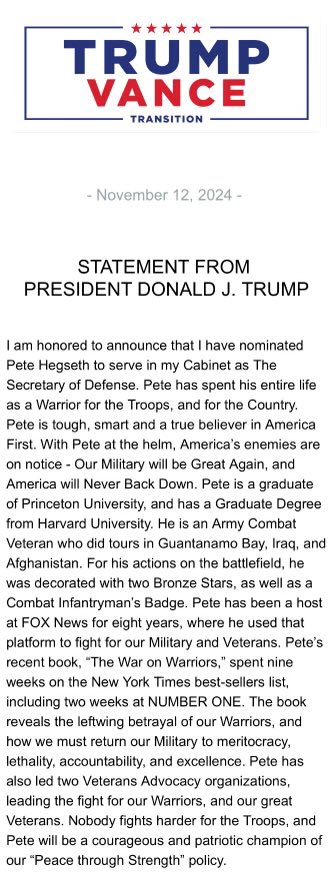 TRUMP
VANCE
TRANSITION
- November 12, 2024 -
STATEMENT FROM
PRESIDENT DONALD J. TRUMP
I am honored to announce that I have nominated
Pete Hegseth to serve in my Cabinet as The
Secretary of Defense. Pete has spent his entire life
as a Warrior for the Troops, and for the Country.
Pete is tough, smart and a true believer in America
First. With Pete at the helm, America's enemies are
on notice - Our Military will be Great Again, and
America will Never Back Down. Pete is a graduate
of Princeton University, and has a Graduate Degree
from Harvard University. He is an Army Combat
Veteran who did tours in Guantanamo Bay, Iraq, and
Afghanistan. For his actions on the battlefield, he
was decorated with two Bronze Stars, as well as a
Combat Infantryman's Badge. Pete has been a host
at FOX News for eight years, where he used that
platform to fight for our Military and Veterans. Pete's
recent book, “The War on Warriors,” spent nine
weeks on the New York Times best-sellers list,
including two weeks at NUMBER ONE. The book
reveals the leftwing betrayal of our Warriors, and
how we must return our Military to meritocracy,
lethality, accountability, and excellence. Pete has
also led two Veterans Advocacy organizations,
leading the fight for our Warriors, and our great
Veterans. Nobody fights harder for the Troops, and
Pete will be a courageous and patriotic champion of
our “Peace through Strength” policy.